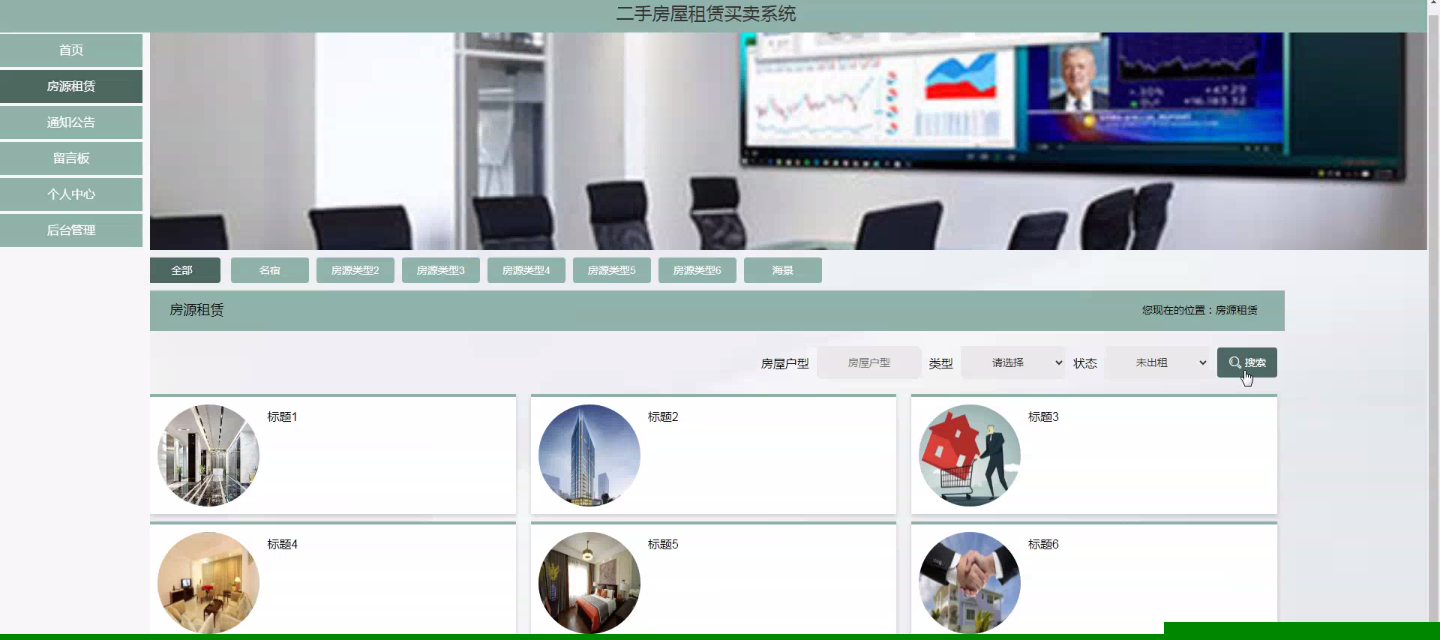 二手房屋租赁买卖系统
首页
房源租赁
通知公告
留言板
个人中心
后台管理
全部 名宿 房源类型2 房源类型3 房源类型4 房源类型5 房源类型6 海景
房源租赁 您现在的位置：房源租赁
房屋户型 房屋户型 类型 请选择 状态 未出租 搜索
标题1 标题2 标题3
标题4 标题5 标题6